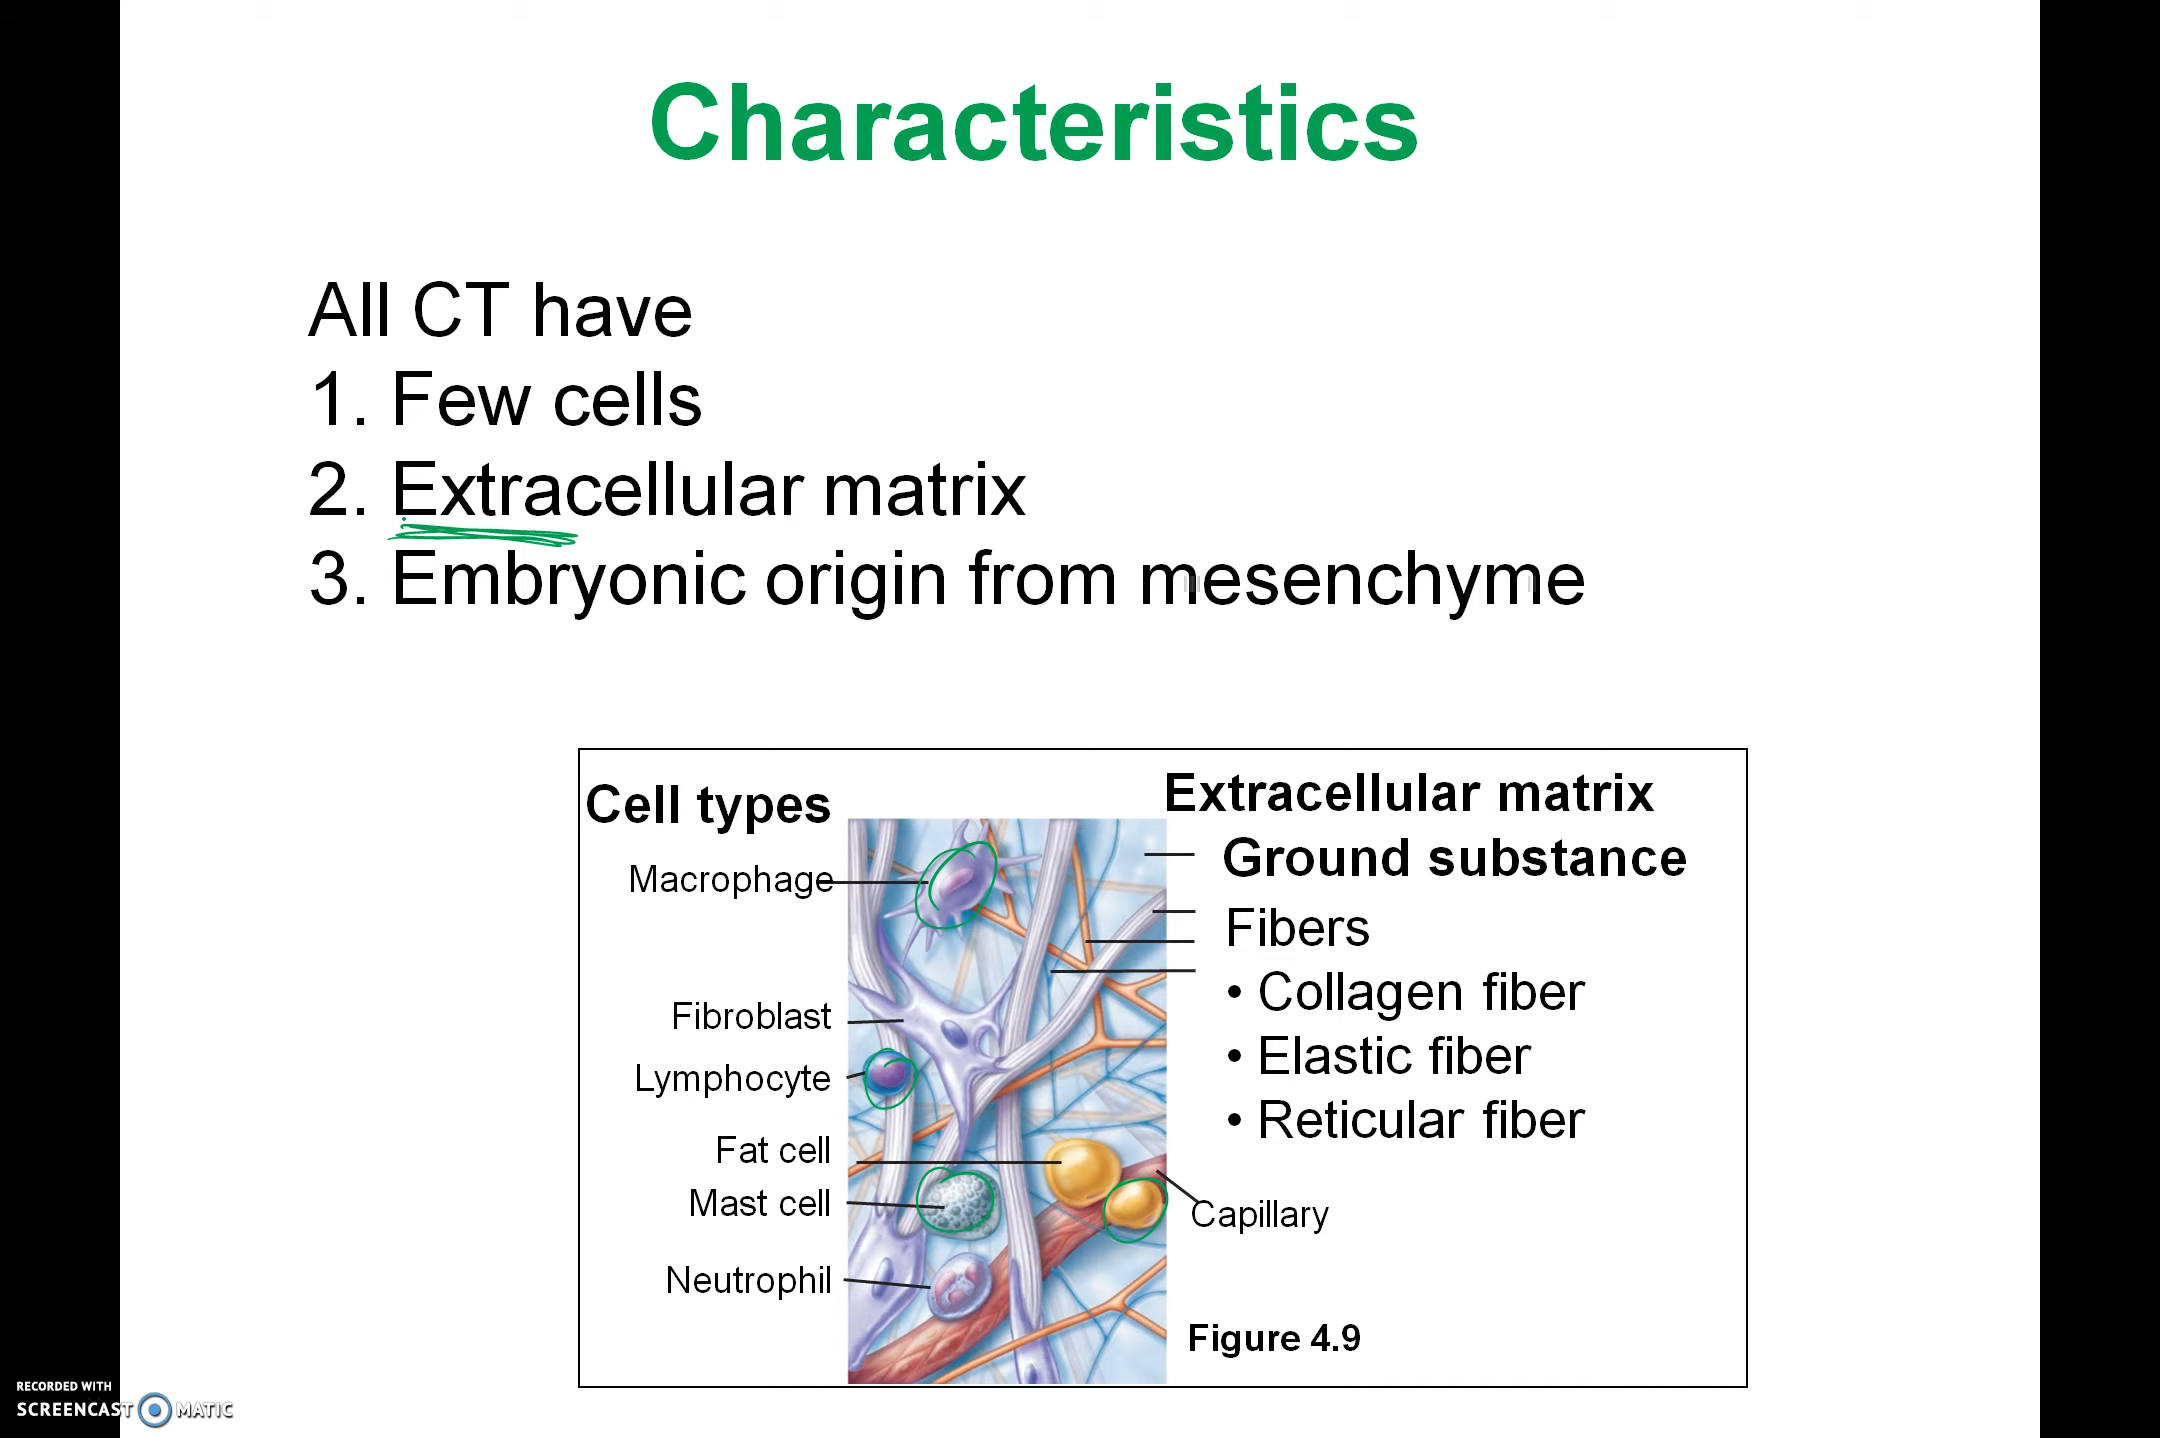 Characteristics
All CT have
1. Few cells
2. Extracellular matrix
3. Embryonic origin from mesenchyme
Cell types
Macrophage
Fibroblast
Lymphocyte
Fat cell
Mast cell
Neutrophil
Extracellular matrix
Ground substance
Fibers
• Collagen fiber
• Elastic fiber
• Reticular fiber
Capillary
Figure 4.9
RECORDED WITH
SCREENCAST MATIC